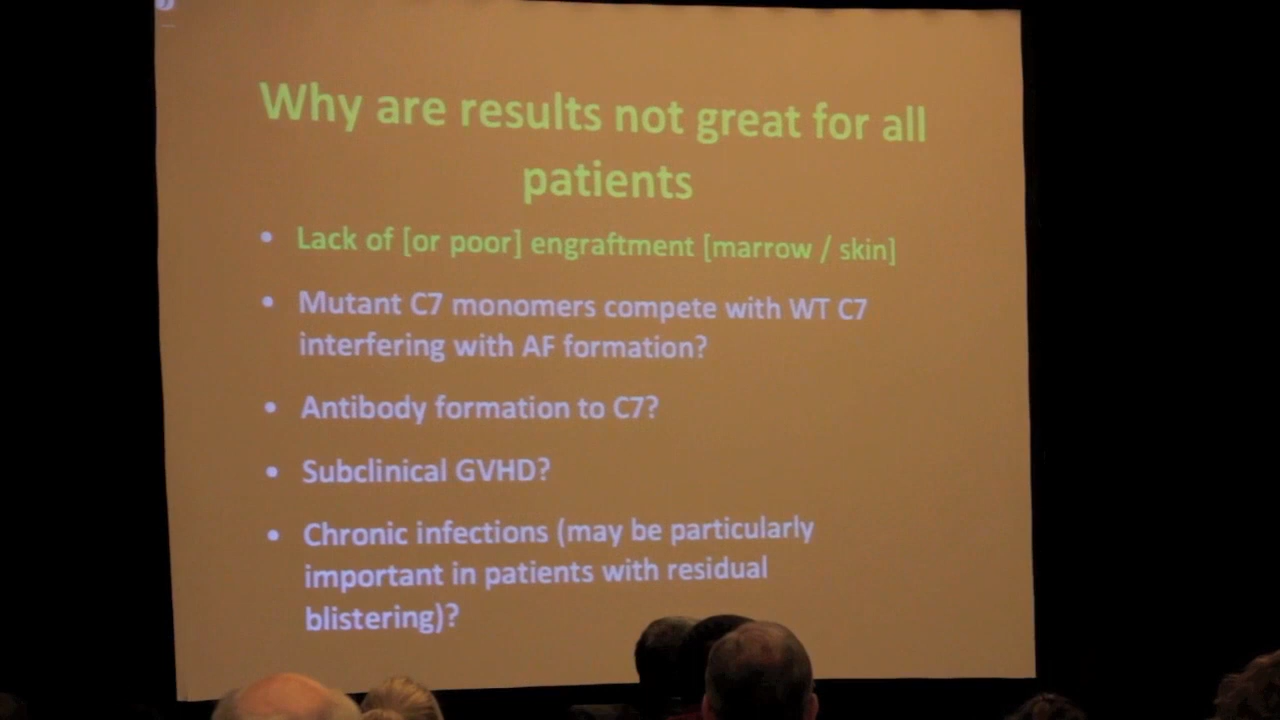 Why are results not great for all
patients
• Lack of [or poor] engraftment [marrow / skin]
• Mutant C7 monomers compete with WT C7
interfering with AF formation?
• Antibody formation to C7?
• Subclinical GVHD?
• Chronic infections (may be particularly
important in patients with residual
blistering)?